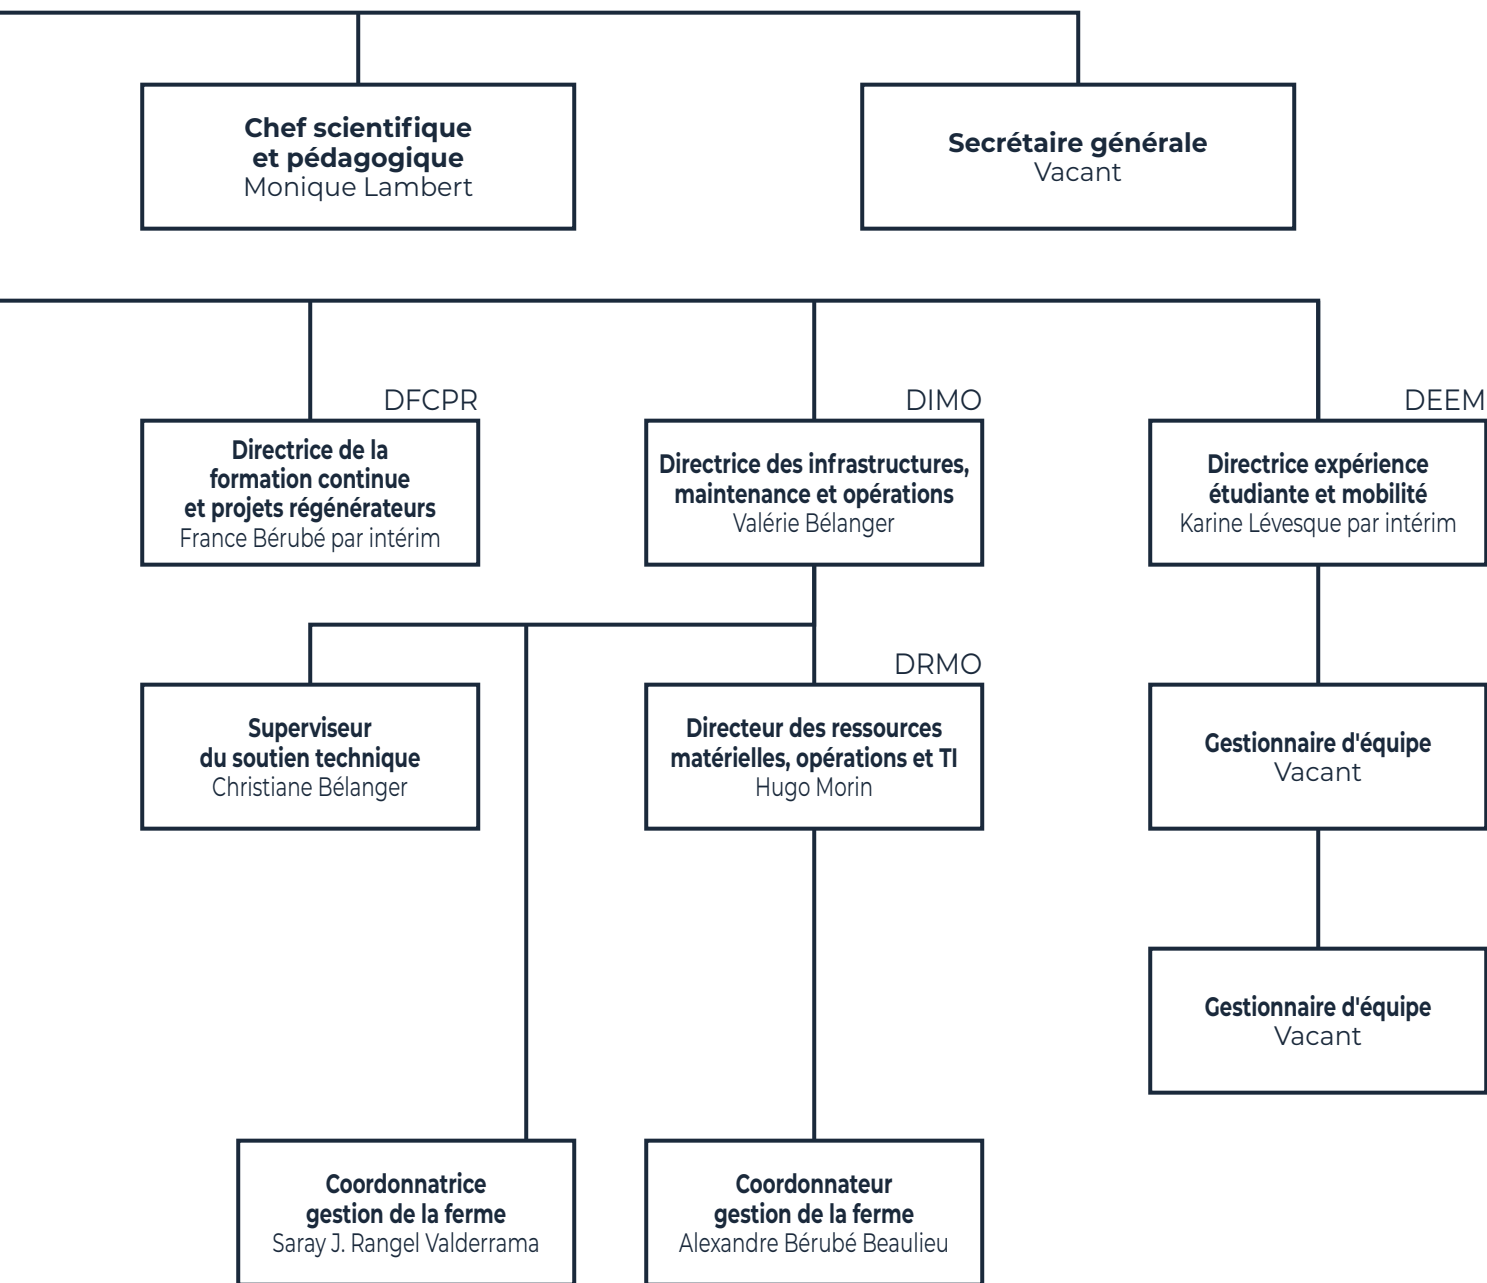 Chef scientifique
et pédagogique
Monique Lambert
Secrétaire générale
Vacant
DFCPR
Directrice de la
formation continue
et projets régénérateurs
France Bérubé par intérim
DIMO
Directrice des infrastructures,
maintenance et opérations
Valérie Bélanger
DEEM
Directrice expérience
étudiante et mobilité
Karine Lévesque par intérim
Superviseur
du soutien technique
Christiane Bélanger
DRMO
Directeur des ressources
matérielles, opérations et TI
Hugo Morin
Gestionnaire d'équipe
Vacant
Gestionnaire d'équipe
Vacant
Coordonnatrice
gestion de la ferme
Saray J. Rangel Valderrama
Coordonnateur
gestion de la ferme
Alexandre Bérubé Beaulieu